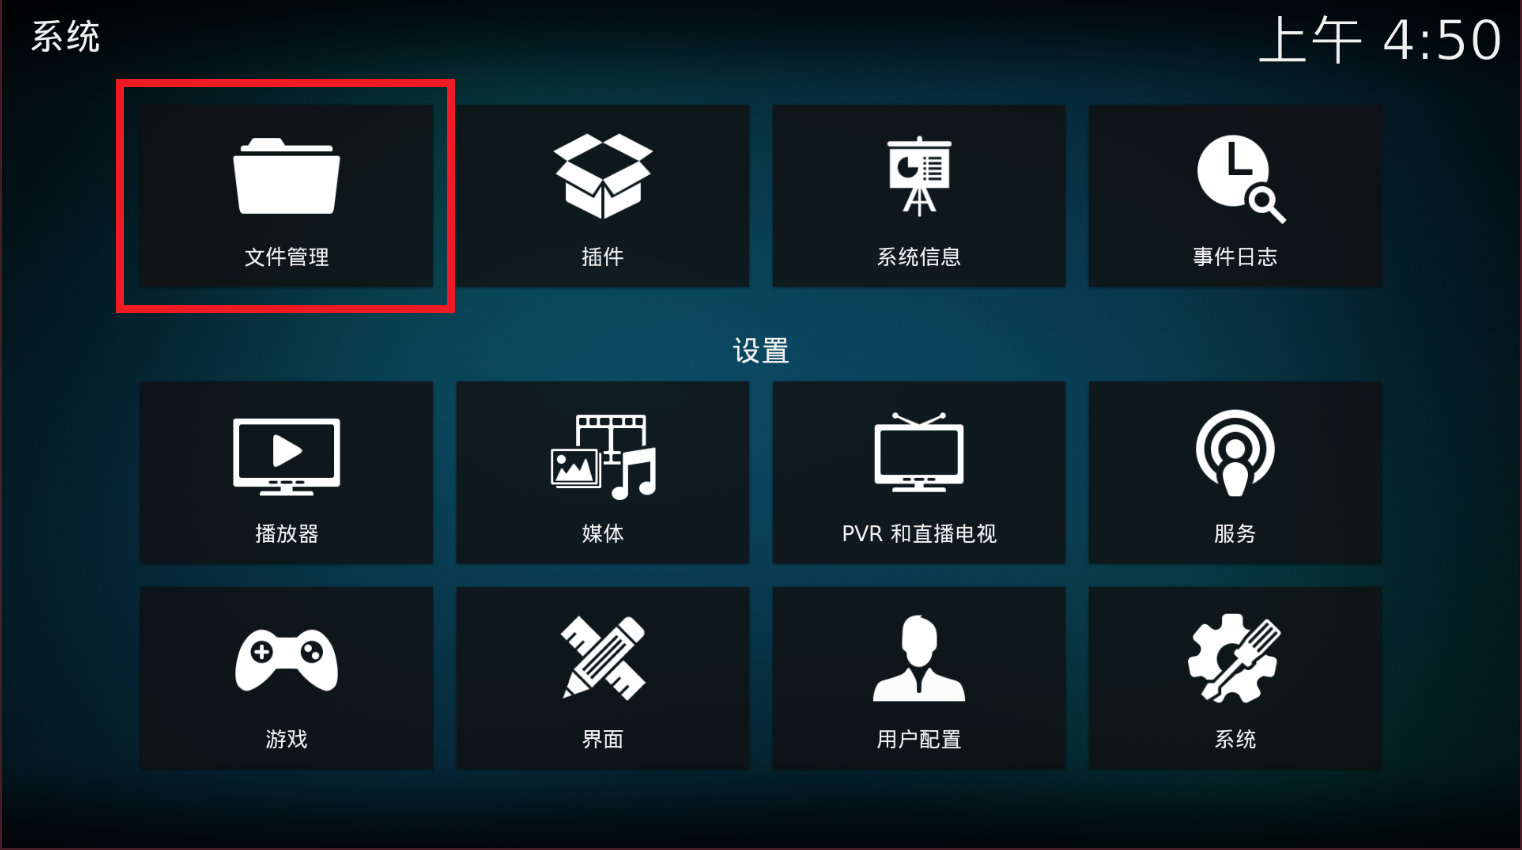 系统
上午 4:50
文件管理
插件
系统信息
事件日志
设置
播放器
媒体
PVR 和直播电视
服务
游戏
界面
用户配置
系统